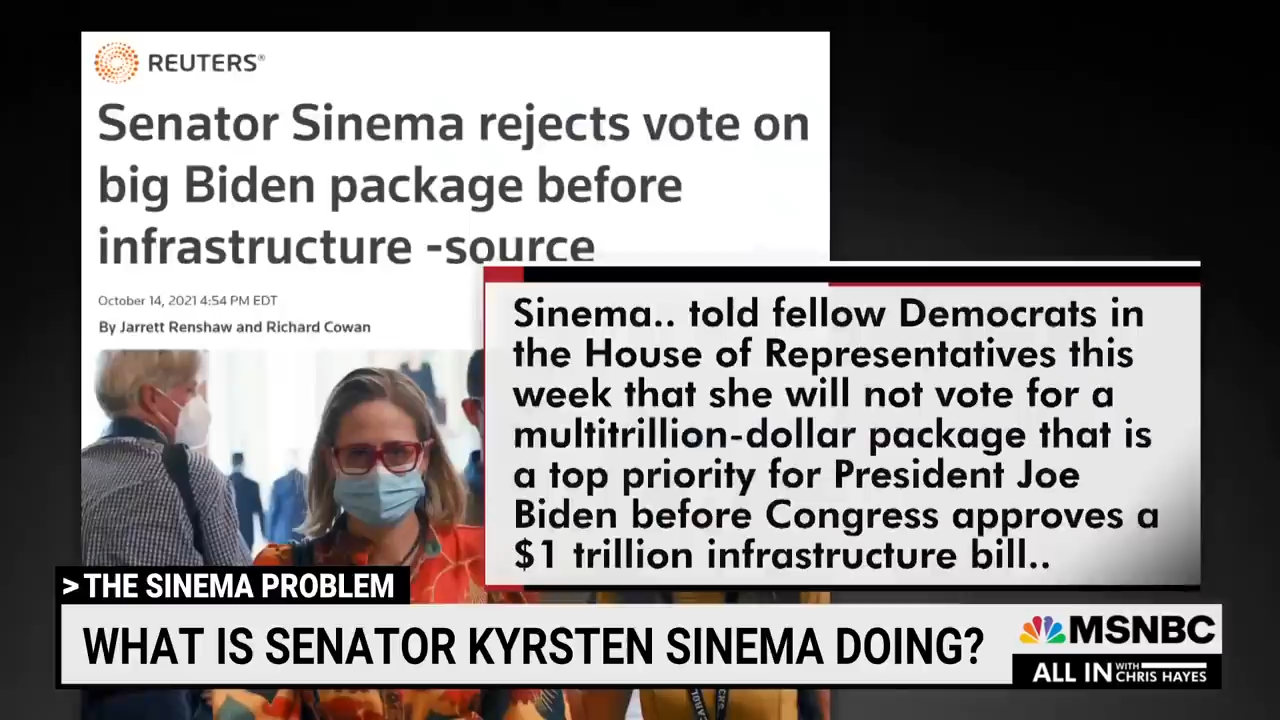 REUTERS®
Senator Sinema rejects vote on
big Biden package before
infrastructure -source
October 14, 2021 4:54 PM EDT
By Jarrett Renshaw and Richard Cowan
Sinema.. told fellow Democrats in
the House of Representatives this
week that she will not vote for a
multitrillion-dollar package that is
a top priority for President Joe
Biden before Congress approves a
$1 trillion infrastructure bill..
> THE SINEMA PROBLEM
WHAT IS SENATOR KYRSTEN SINEMA DOING?
MSNBC
ALL IN WITH CHRIS HAYES